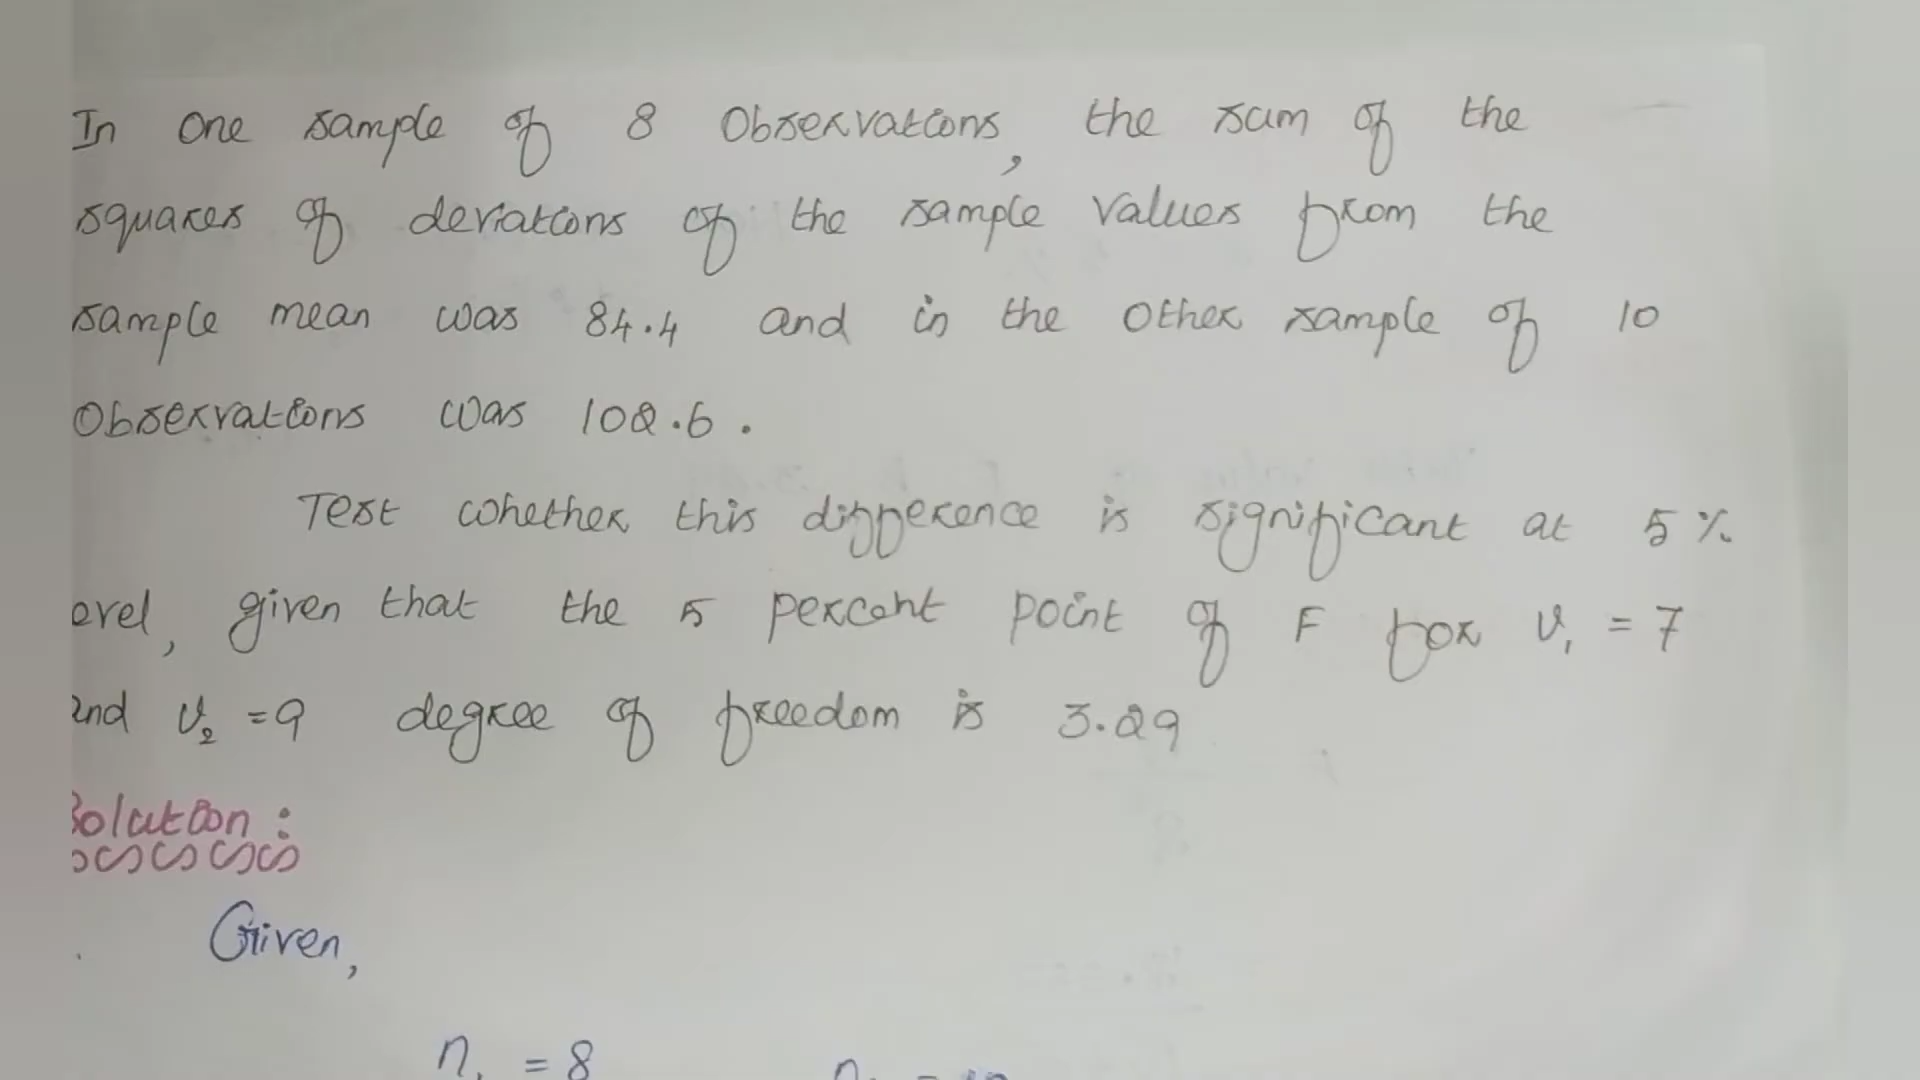 In one sample of 8 Observations, the sum of the
squares of deviations of the sample values from the
sample mean was 84.4 and in the other sample of 10
Observations was 102.6.
Test whether this difference is significant at 5%
evel, given that the 5 percent point of F for V₁ = 7
and V₂ = 9 degree of freedom is 3.29
Solution:
Given,
n₁ = 8